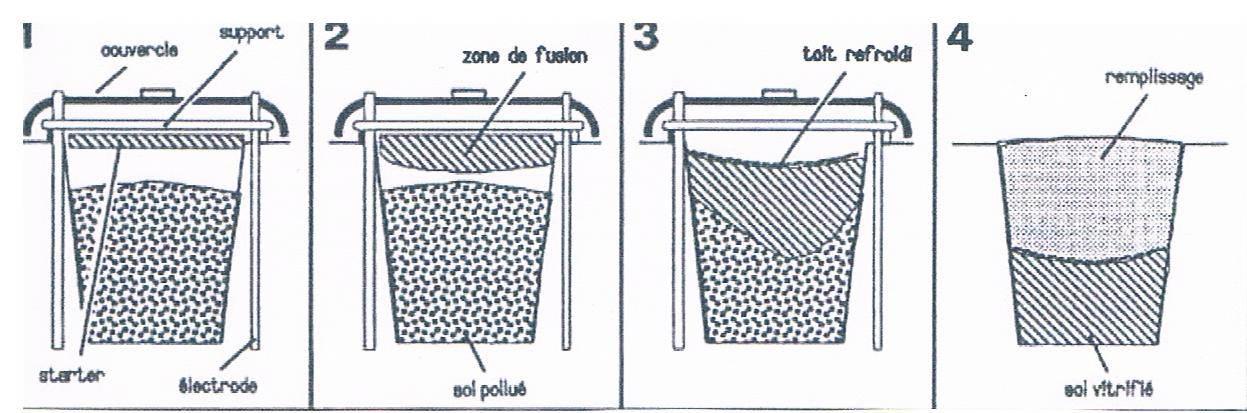 1
couvercle
support
starter
électrode
2
zone de fusion
sol pollué
3
toit refroidi
4
remplissage
sol vitrifié